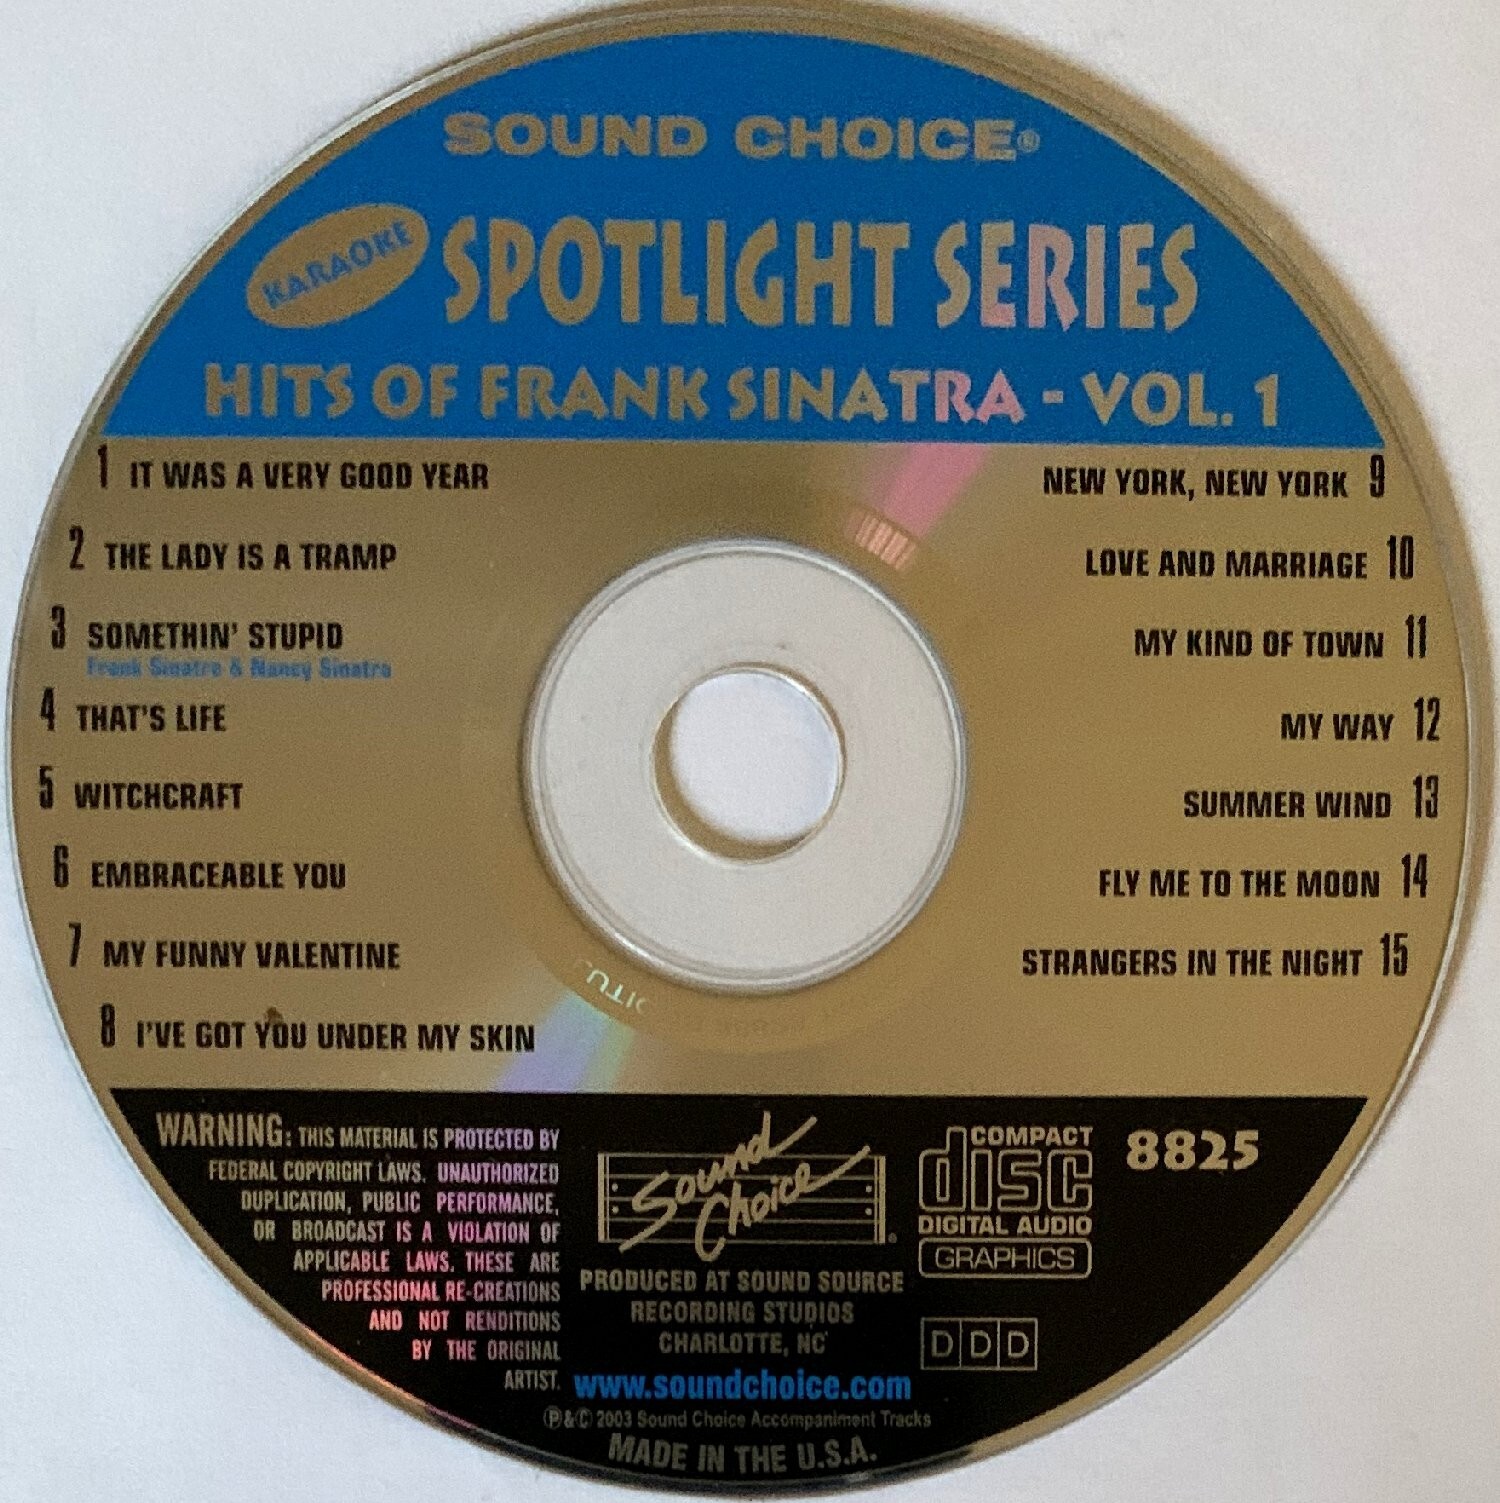 SOUND CHOICE®
KARAOKE
SPOTLIGHT SERIES
HITS OF FRANK SINATRA - VOL. 1
1 IT WAS A VERY GOOD YEAR
2 THE LADY IS A TRAMP
3 SOMETHIN' STUPID
Frank Sinatra & Nancy Sinatra
4 THAT'S LIFE
5 WITCHCRAFT
6 EMBRACEABLE YOU
7 MY FUNNY VALENTINE
8 I'VE GOT YOU UNDER MY SKIN
NEW YORK, NEW YORK 9
LOVE AND MARRIAGE 10
MY KIND OF TOWN 11
MY WAY 12
SUMMER WIND 13
FLY ME TO THE MOON 14
STRANGERS IN THE NIGHT 15
WARNING: THIS MATERIAL IS PROTECTED BY
FEDERAL COPYRIGHT LAWS. UNAUTHORIZED
DUPLICATION, PUBLIC PERFORMANCE,
OR BROADCAST IS A VIOLATION OF
APPLICABLE LAWS. THESE ARE
PROFESSIONAL RE-CREATIONS
AND NOT RENDITIONS
BY THE ORIGINAL
ARTIST.
Sound
Choice
PRODUCED AT SOUND SOURCE
RECORDING STUDIOS
CHARLOTTE, NC
www.soundchoice.com
℗&© 2003 Sound Choice Accompaniment Tracks
MADE IN THE U.S.A.
COMPACT
disc
DIGITAL AUDIO
GRAPHICS
8825
DDD